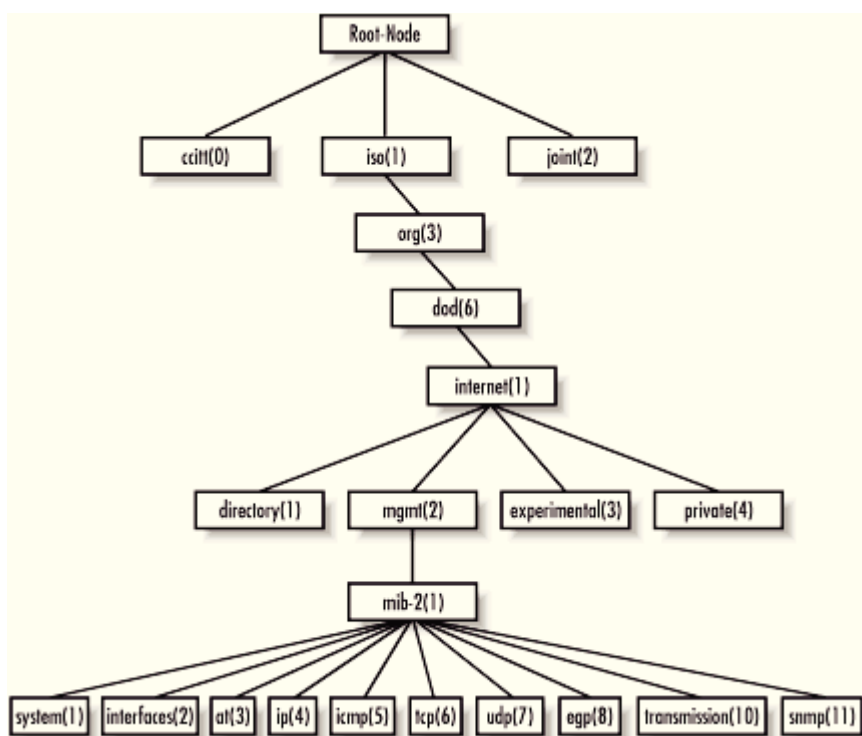 Root-Node
ccitt(0) iso(1) joint(2)
org(3)
dod(6)
internet(1)
directory(1) mgmt(2) experimental(3) private(4)
mib-2(1)
system(1) interfaces(2) at(3) ip(4) icmp(5) tcp(6) udp(7) egp(8) transmission(10) snmp(11)